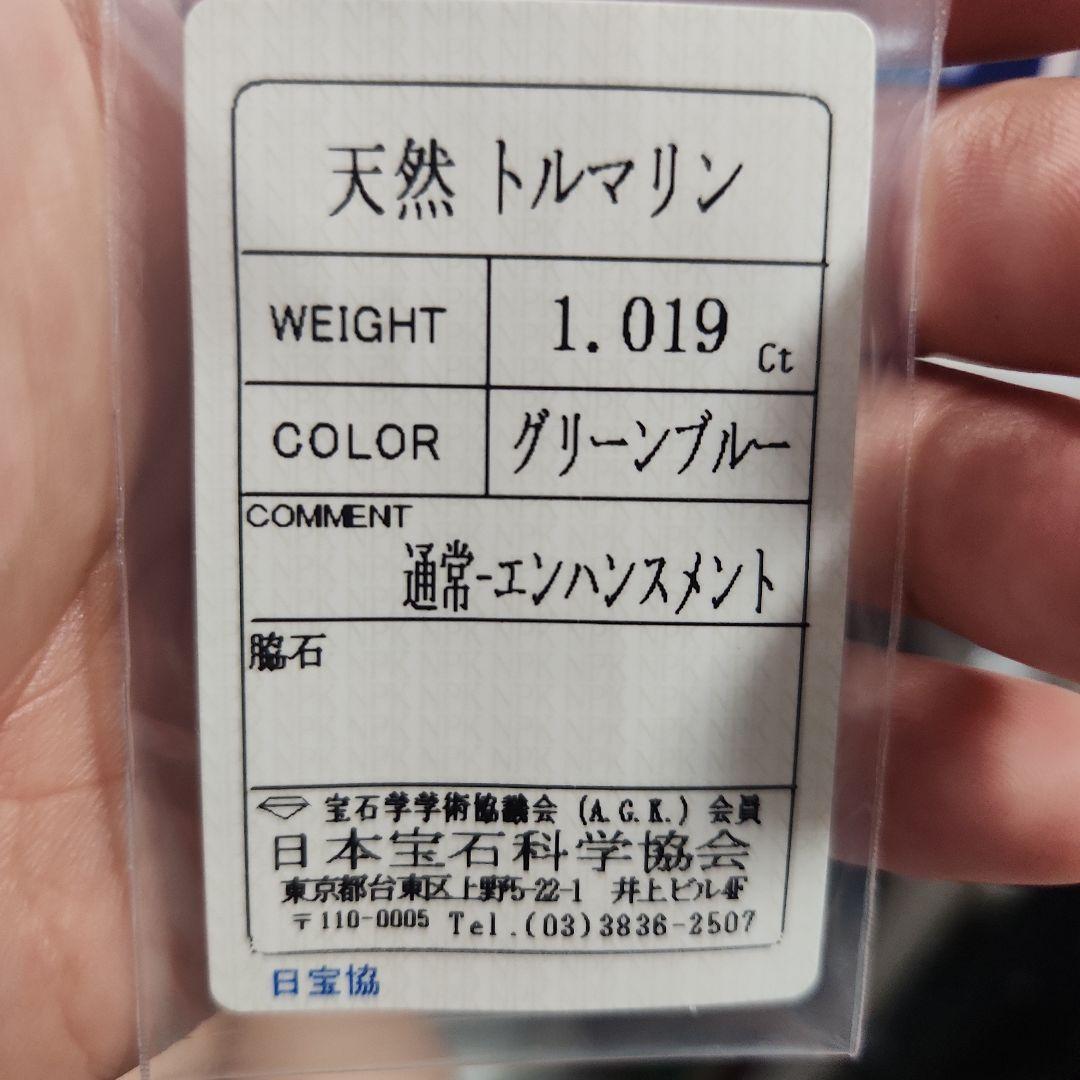 天然 トルマリン
WEIGHT 1.019 Ct
COLOR グリーンブルー
COMMENT
通常-エンハンスメント
脇石
宝石学学術協議会 (A.G.K.) 会員
日本宝石科学協会
東京都台東区上野5-22-1 井上ビル4F
〒110-0005 Tel.(03)3836-2507
日宝協